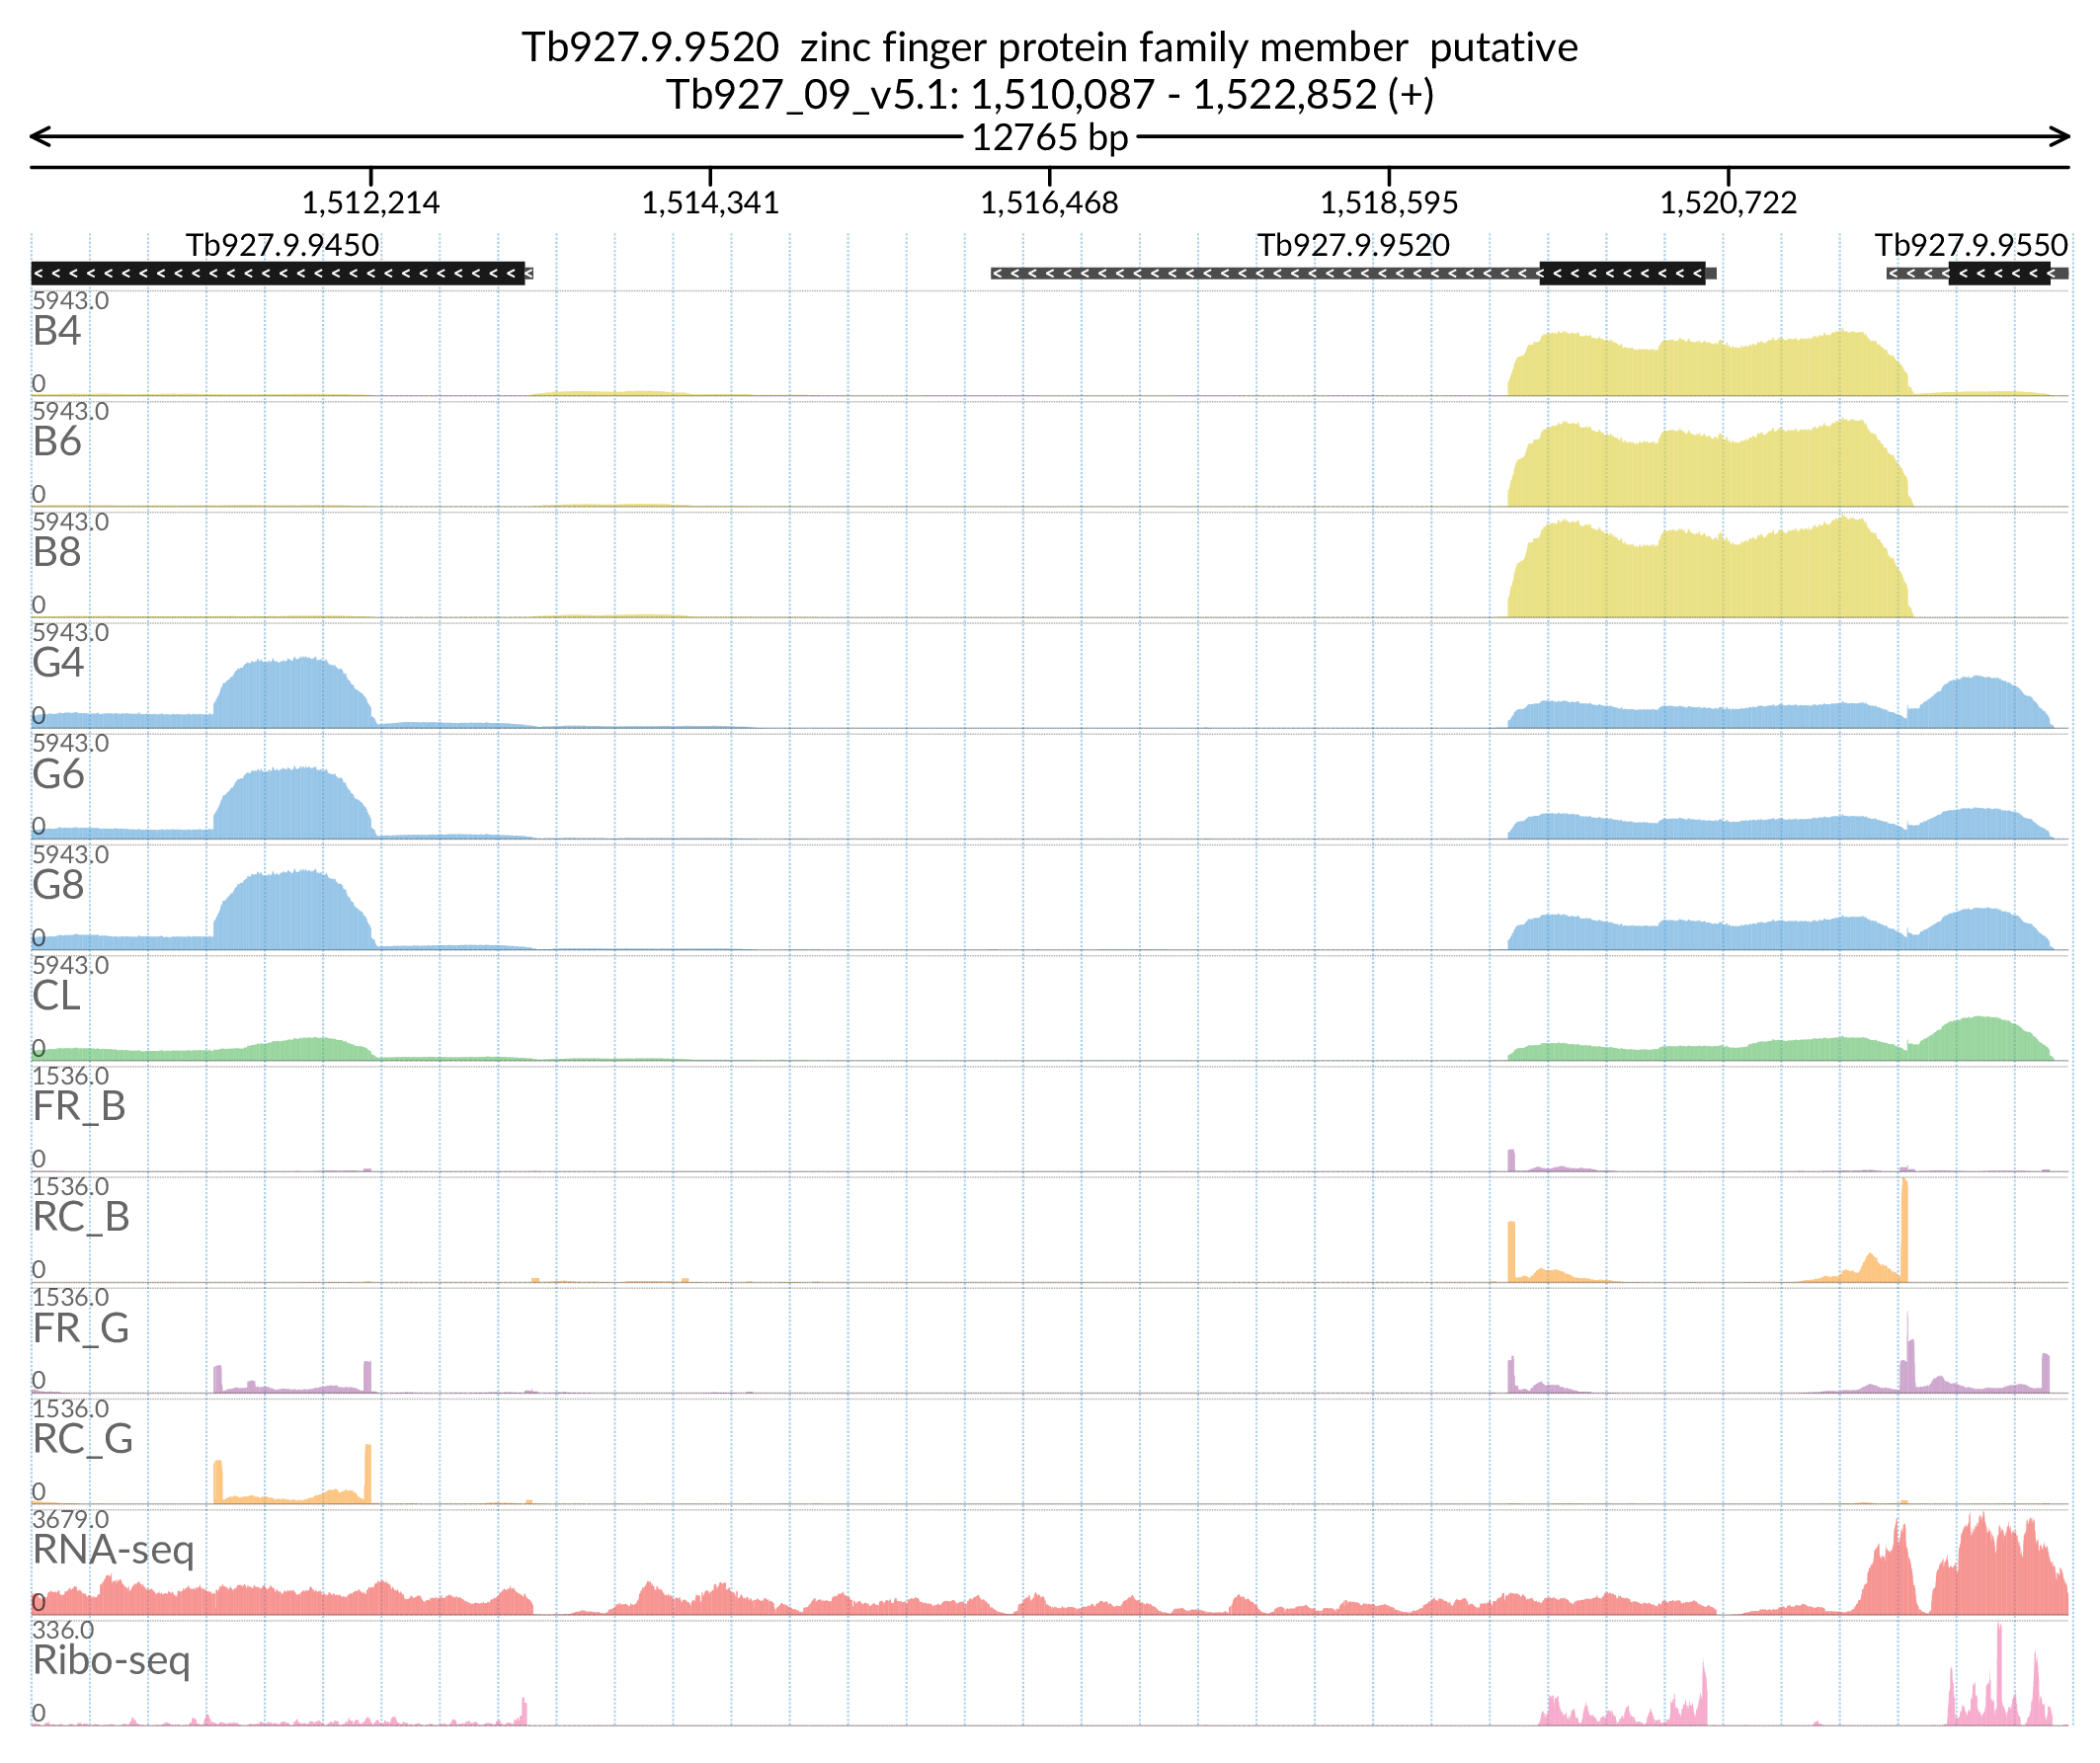 Tb927.9.9520 zinc finger protein family member putative
Tb927_09_v5.1: 1,510,087 - 1,522,852 (+)
12765 bp
1,512,214 1,514,341 1,516,468 1,518,595 1,520,722
Tb927.9.9450 Tb927.9.9520 Tb927.9.9550
5943.0
B4
0
5943.0
B6
0
5943.0
B8
0
5943.0
G4
0
5943.0
G6
0
5943.0
G8
0
5943.0
CL
0
1536.0
FR_B
0
1536.0
RC_B
0
1536.0
FR_G
0
1536.0
RC_G
0
3679.0
RNA-seq
0
336.0
Ribo-seq
0